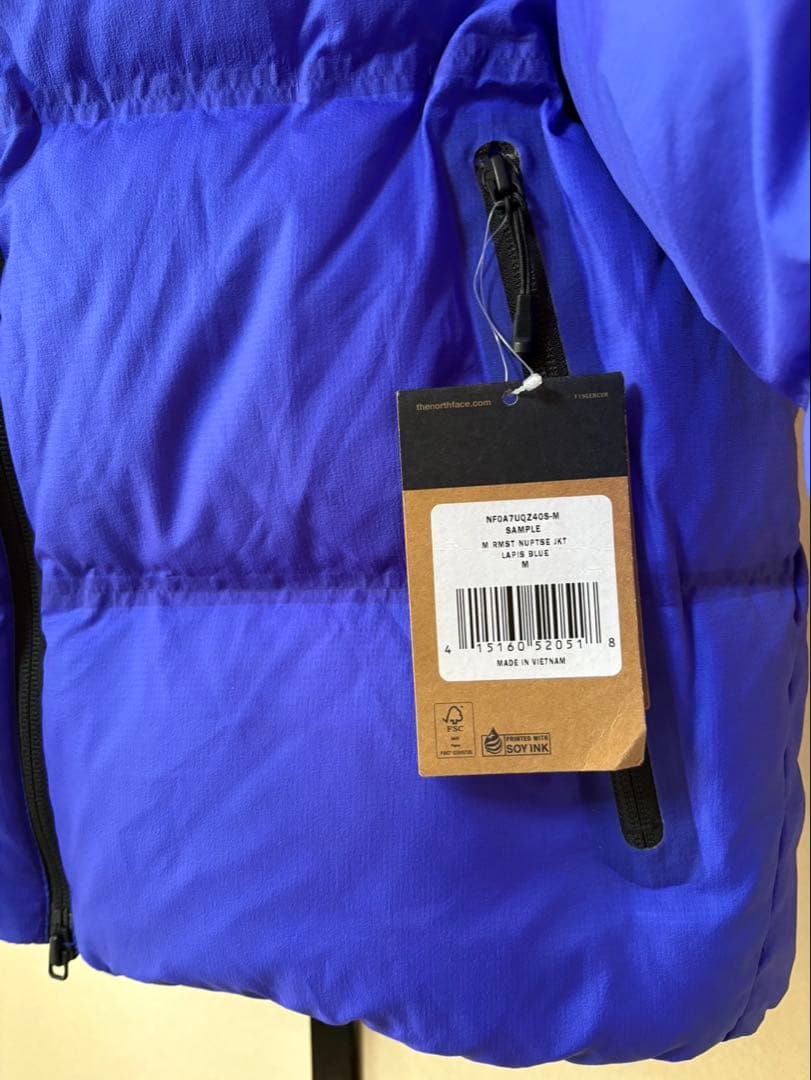 thenorthface.com
NF0A7UQZ40S-M
SAMPLE
M RMST NUPTSE JKT
LAPIS BLUE
M
4 15160 52051 8
MADE IN VIETNAM
FSC
PRINTED WITH
SOY INK